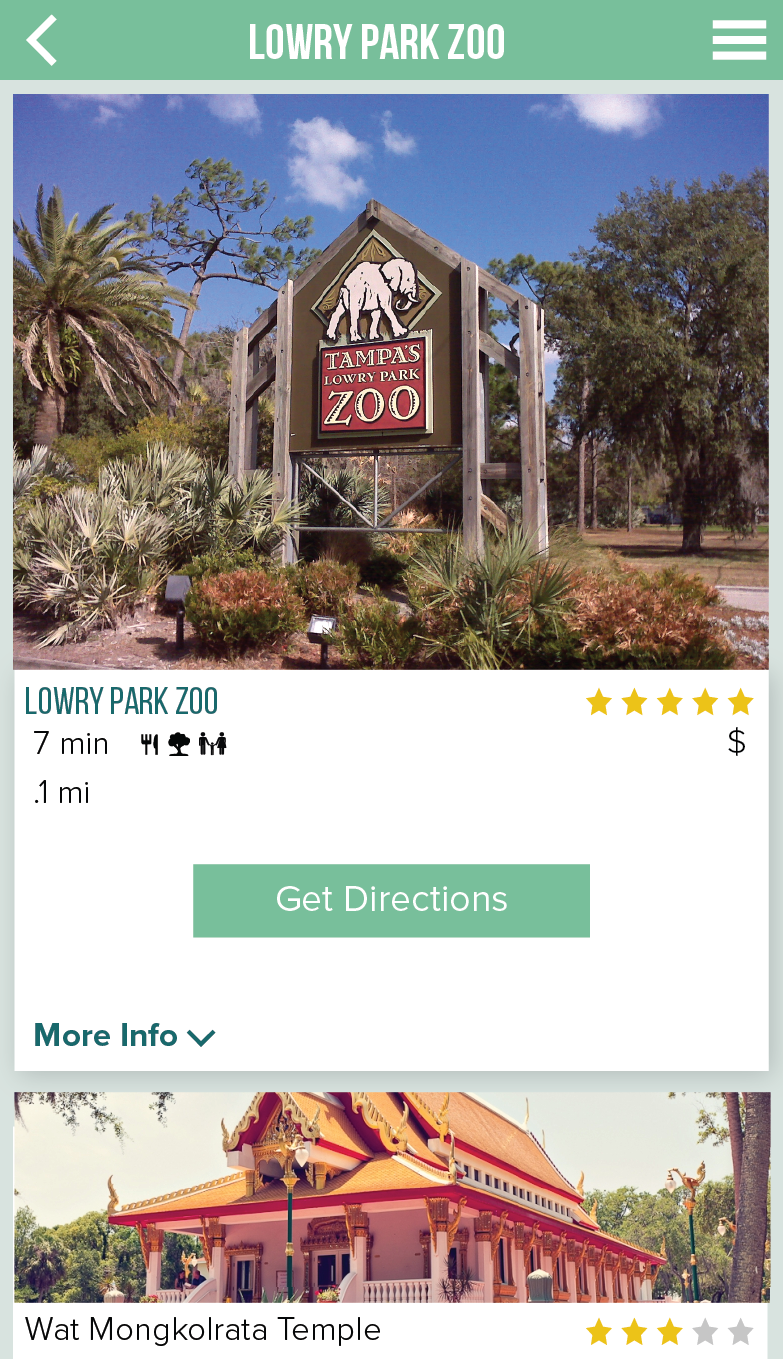 LOWRY PARK ZOO
TAMPA'S
LOWRY PARK
ZOO
LOWRY PARK ZOO
7 min
$
.1 mi
Get Directions
More Info
Wat Mongkolrata Temple